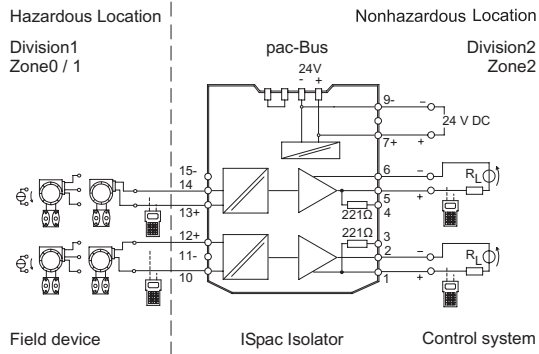 Hazardous Location
Nonhazardous Location
Division1
Zone0 / 1
pac-Bus
Division2
Zone2
24V
- +
9-
−
24 V DC
7+
+
15-
14
13+
6
−
RL
+
5
4
221Ω
221Ω
12+
11-
10
3
2
−
RL
1
+
Field device
ISpac Isolator
Control system